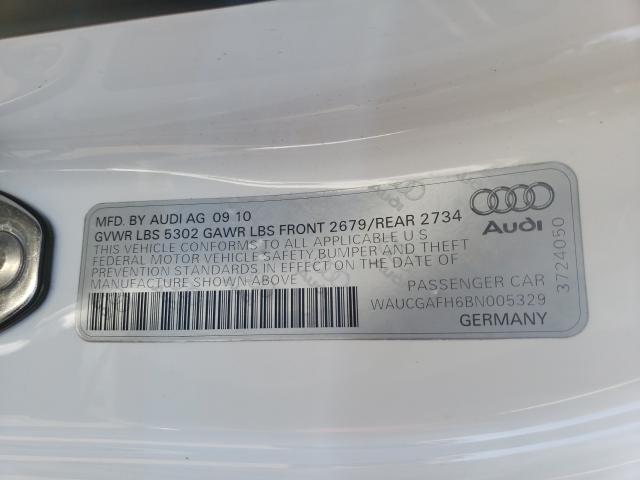 MFD. BY AUDI AG 09 10
GVWR LBS 5302 GAWR LBS FRONT 2679/REAR 2734
THIS VEHICLE CONFORMS TO ALL APPLICABLE U S
FEDERAL MOTOR VEHICLE SAFETY, BUMPER AND THEFT
PREVENTION STANDARDS IN EFFECT ON THE DATE OF
MANUFACTURE SHOWN ABOVE
Audi
PASSENGER CAR
WAUCGAFH6BN005329
GERMANY
3724050